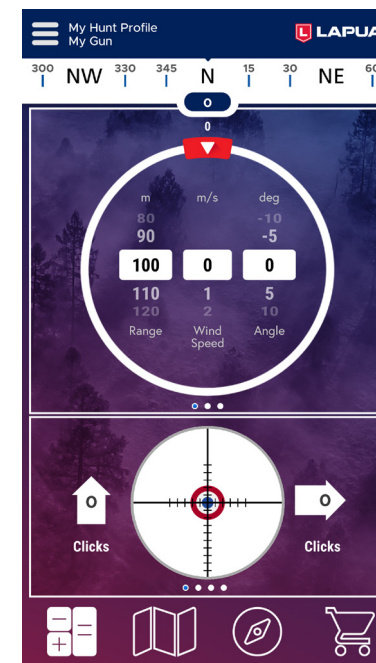 My Hunt Profile
My Gun
LAPUA
300 NW 330 345 N 15 30 NE 60
0
0
m m/s deg
80 -10
90 -5
100 0 0
110 1 5
120 2 10
Range Wind Speed Angle
0 0
Clicks Clicks